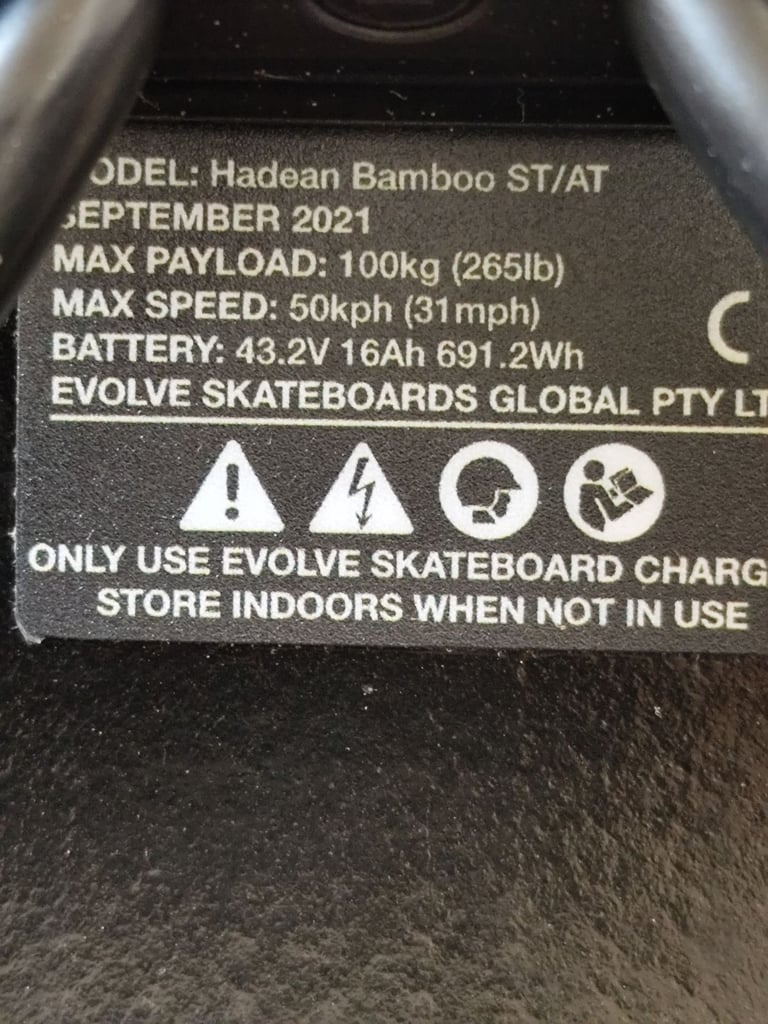 ODEL: Hadean Bamboo ST/AT
SEPTEMBER 2021
MAX PAYLOAD: 100kg (265lb)
MAX SPEED: 50kph (31mph)
BATTERY: 43.2V 16Ah 691.2Wh
EVOLVE SKATEBOARDS GLOBAL PTY LT
ONLY USE EVOLVE SKATEBOARD CHARG
STORE INDOORS WHEN NOT IN USE